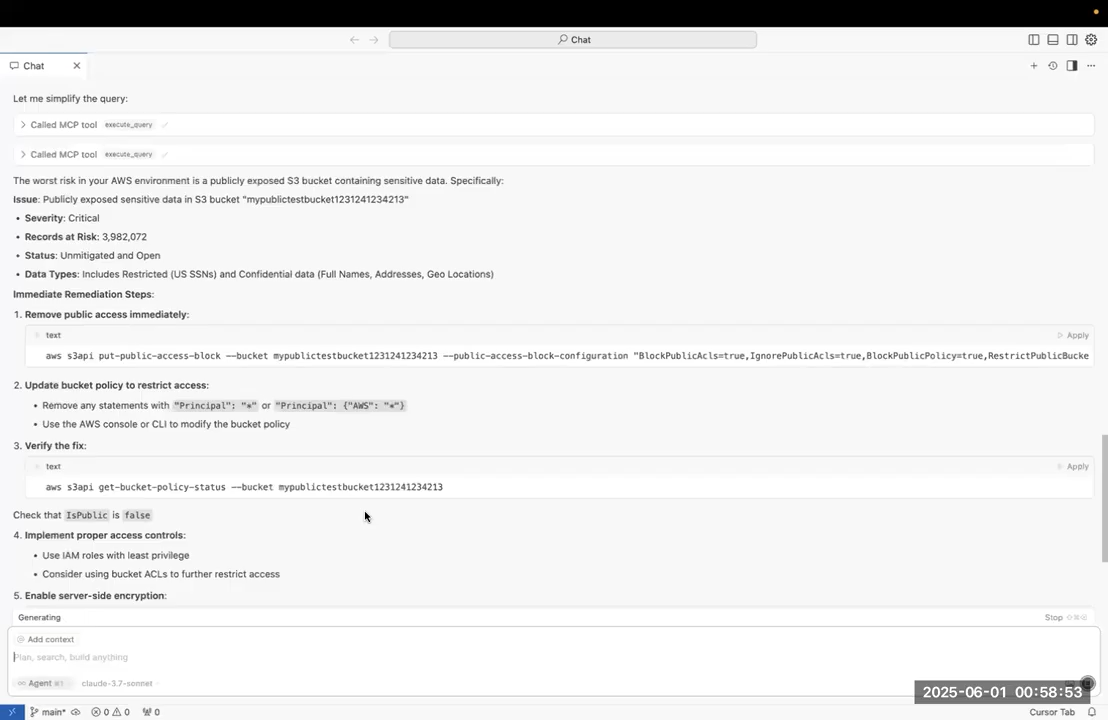 Chat
Chat
Let me simplify the query:
Called MCP tool execute_query
Called MCP tool execute_query
The worst risk in your AWS environment is a publicly exposed S3 bucket containing sensitive data. Specifically:
Issue: Publicly exposed sensitive data in S3 bucket "mypublictestbucket1231241234213"
• Severity: Critical
• Records at Risk: 3,982,072
• Status: Unmitigated and Open
• Data Types: Includes Restricted (US SSNs) and Confidential data (Full Names, Addresses, Geo Locations)
Immediate Remediation Steps:
1. Remove public access immediately:
text Apply
aws s3api put-public-access-block --bucket mypublictestbucket1231241234213 --public-access-block-configuration "BlockPublicAcls=true,IgnorePublicAcls=true,BlockPublicPolicy=true,RestrictPublicBucke
2. Update bucket policy to restrict access:
• Remove any statements with "Principal": "*" or "Principal": {"AWS": "*"}
• Use the AWS console or CLI to modify the bucket policy
3. Verify the fix:
text Apply
aws s3api get-bucket-policy-status --bucket mypublictestbucket1231241234213
Check that IsPublic is false
4. Implement proper access controls:
• Use IAM roles with least privilege
• Consider using bucket ACLs to further restrict access
5. Enable server-side encryption:
Generating Stop
@ Add context
Plan, search, build anything
∞ Agent claude-3.7-sonnet
2025-06-01 00:58:53
main* 0 0 0 Cursor Tab